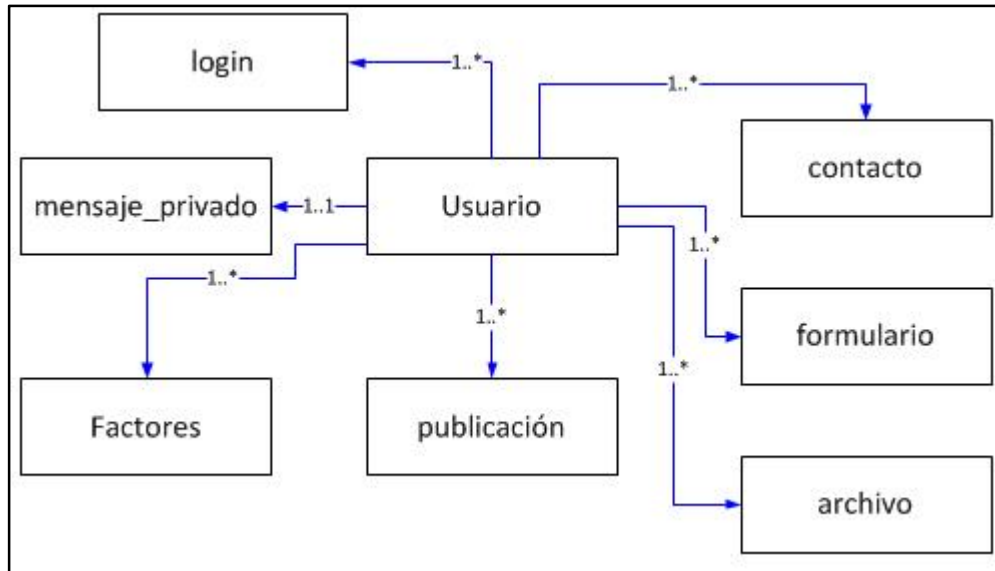 login
1..*
1..*
contacto
mensaje_privado
1..1
Usuario
1..*
1..*
1..*
formulario
1..*
Factores
publicación
archivo